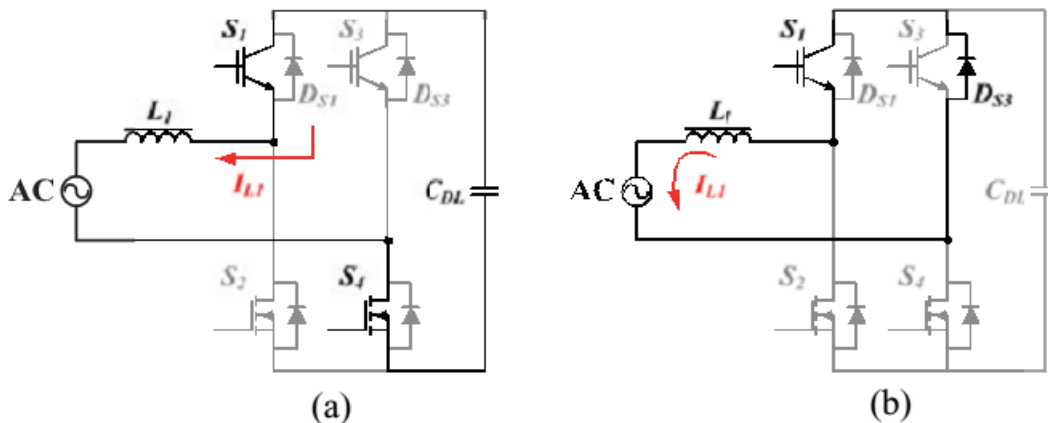 S1
S3
DS1
DS3
L1
IL1
AC
CDL
S2
S4
(a)
S1
S3
DS1
DS3
L1
IL1
AC
CDL
S2
S4
(b)